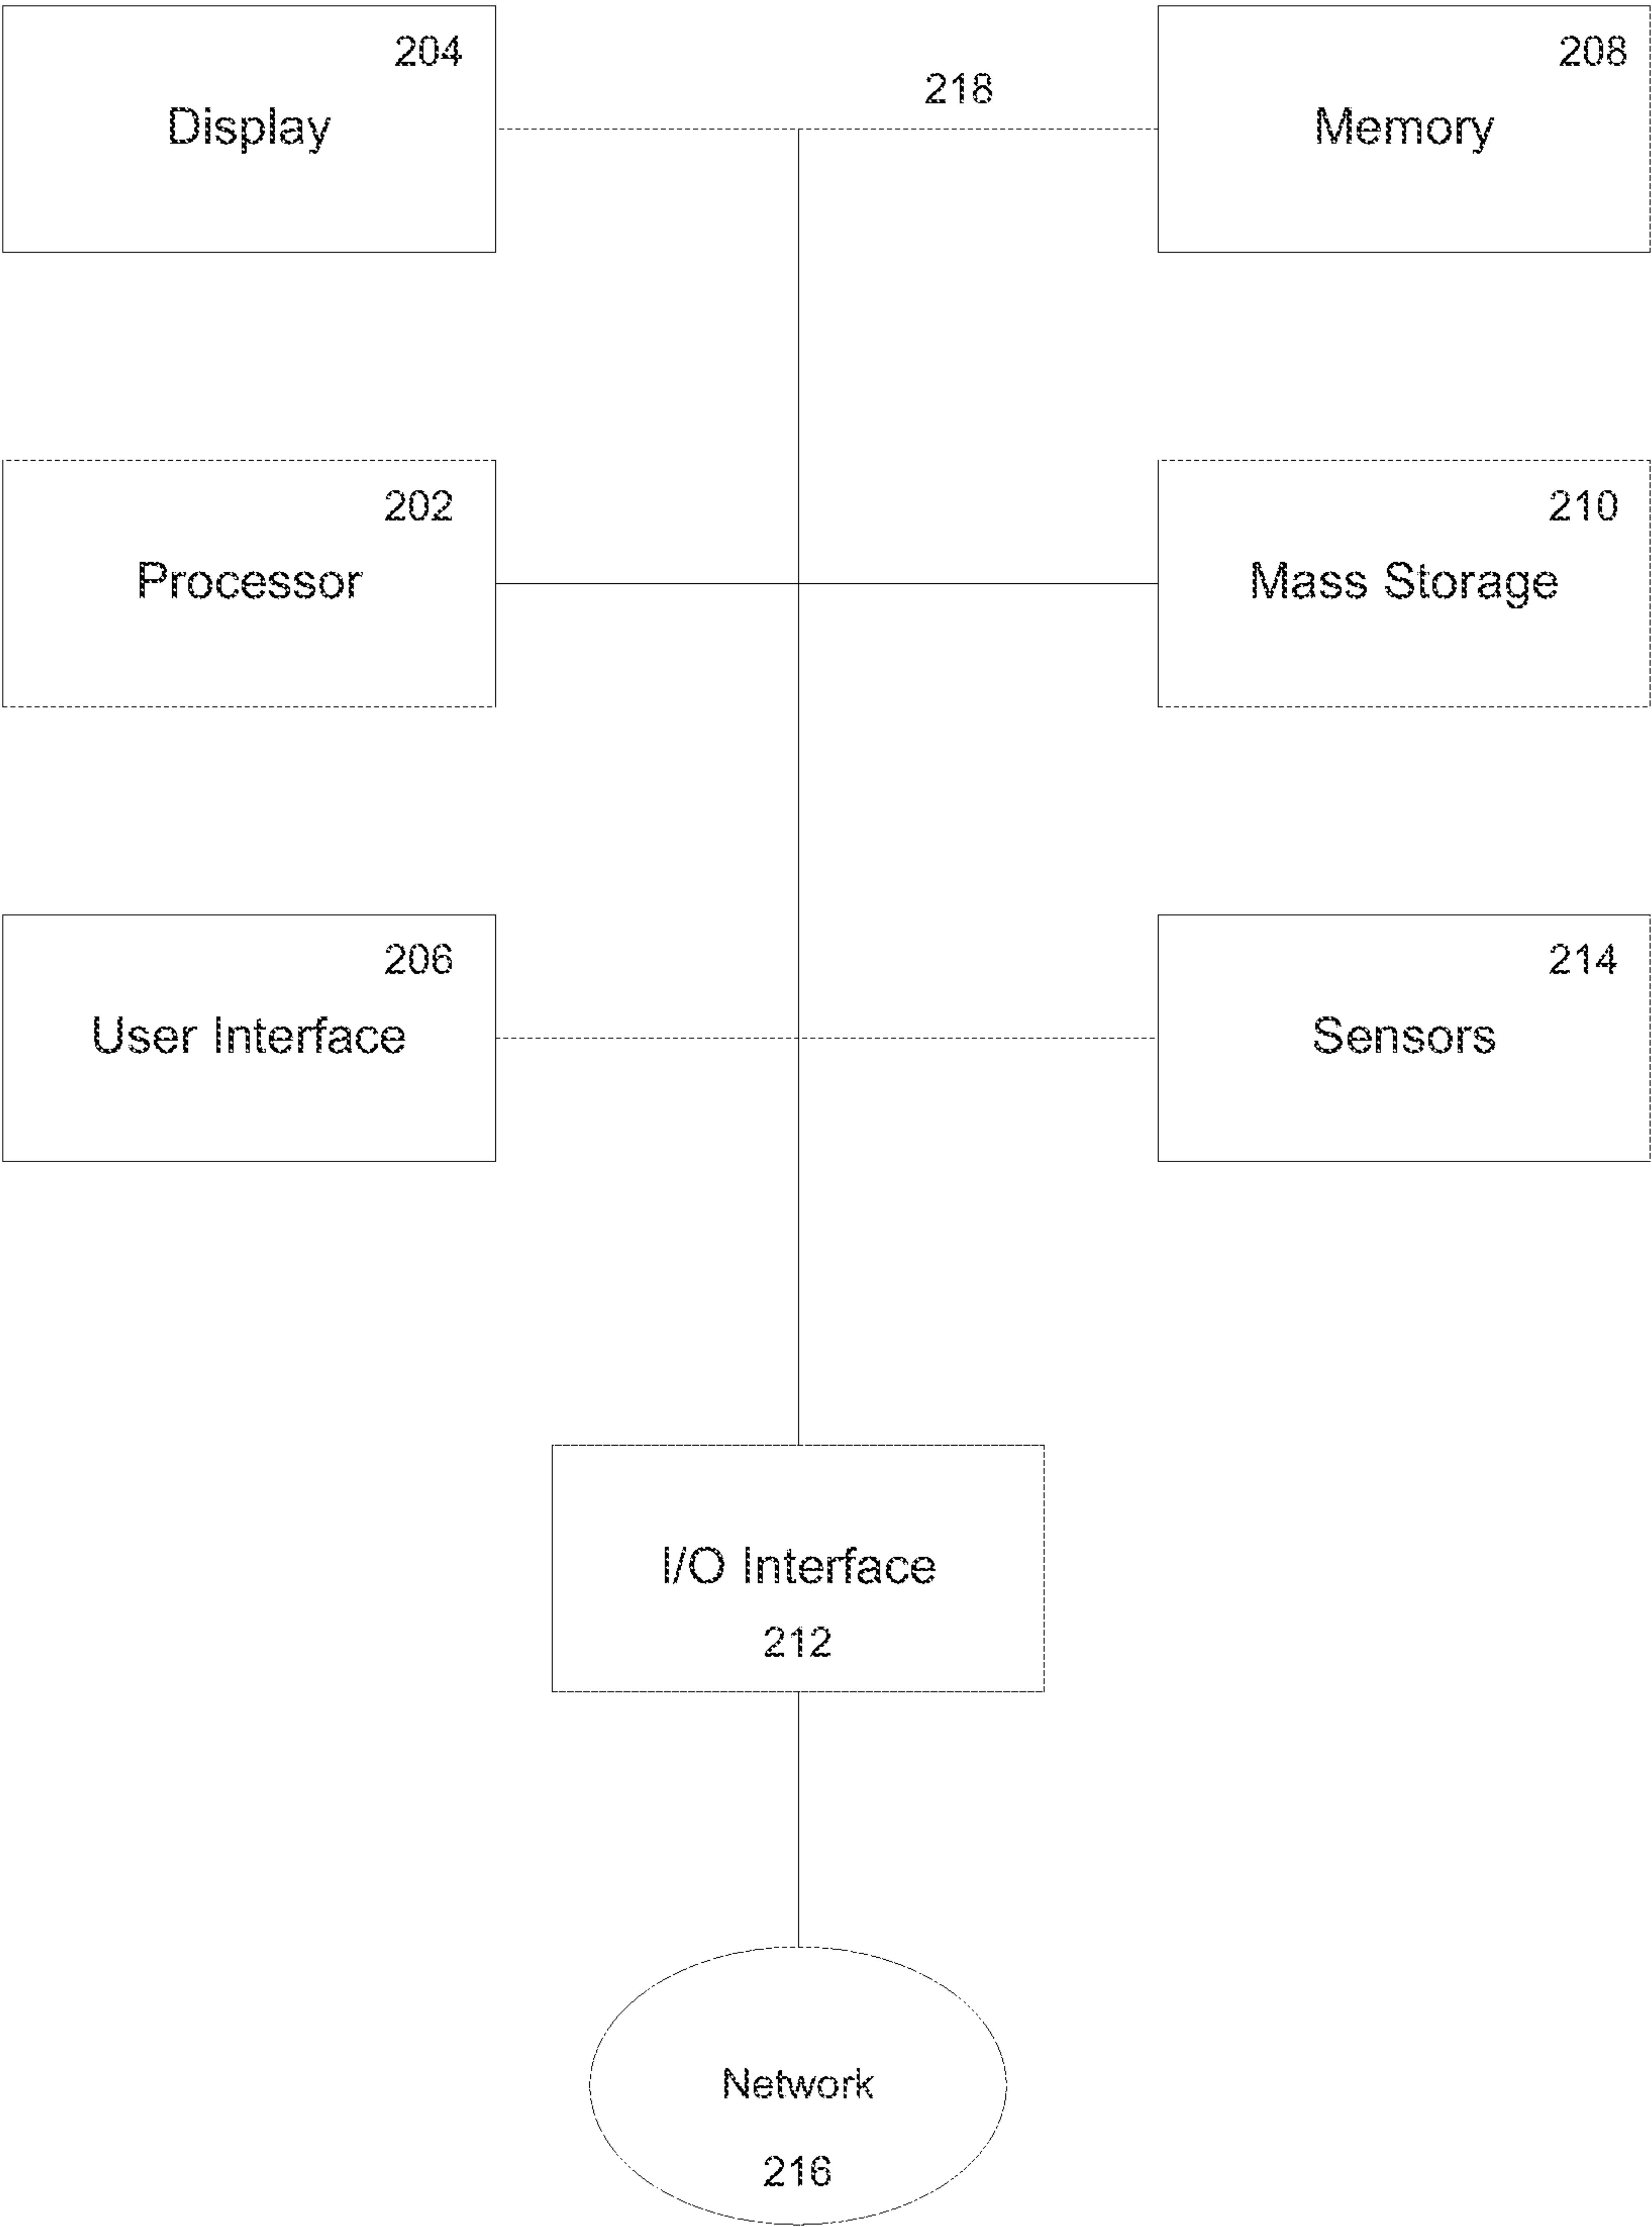 204
Display
218
208
Memory
202
Processor
210
Mass Storage
206
User Interface
214
Sensors
I/O Interface
212
Network
216